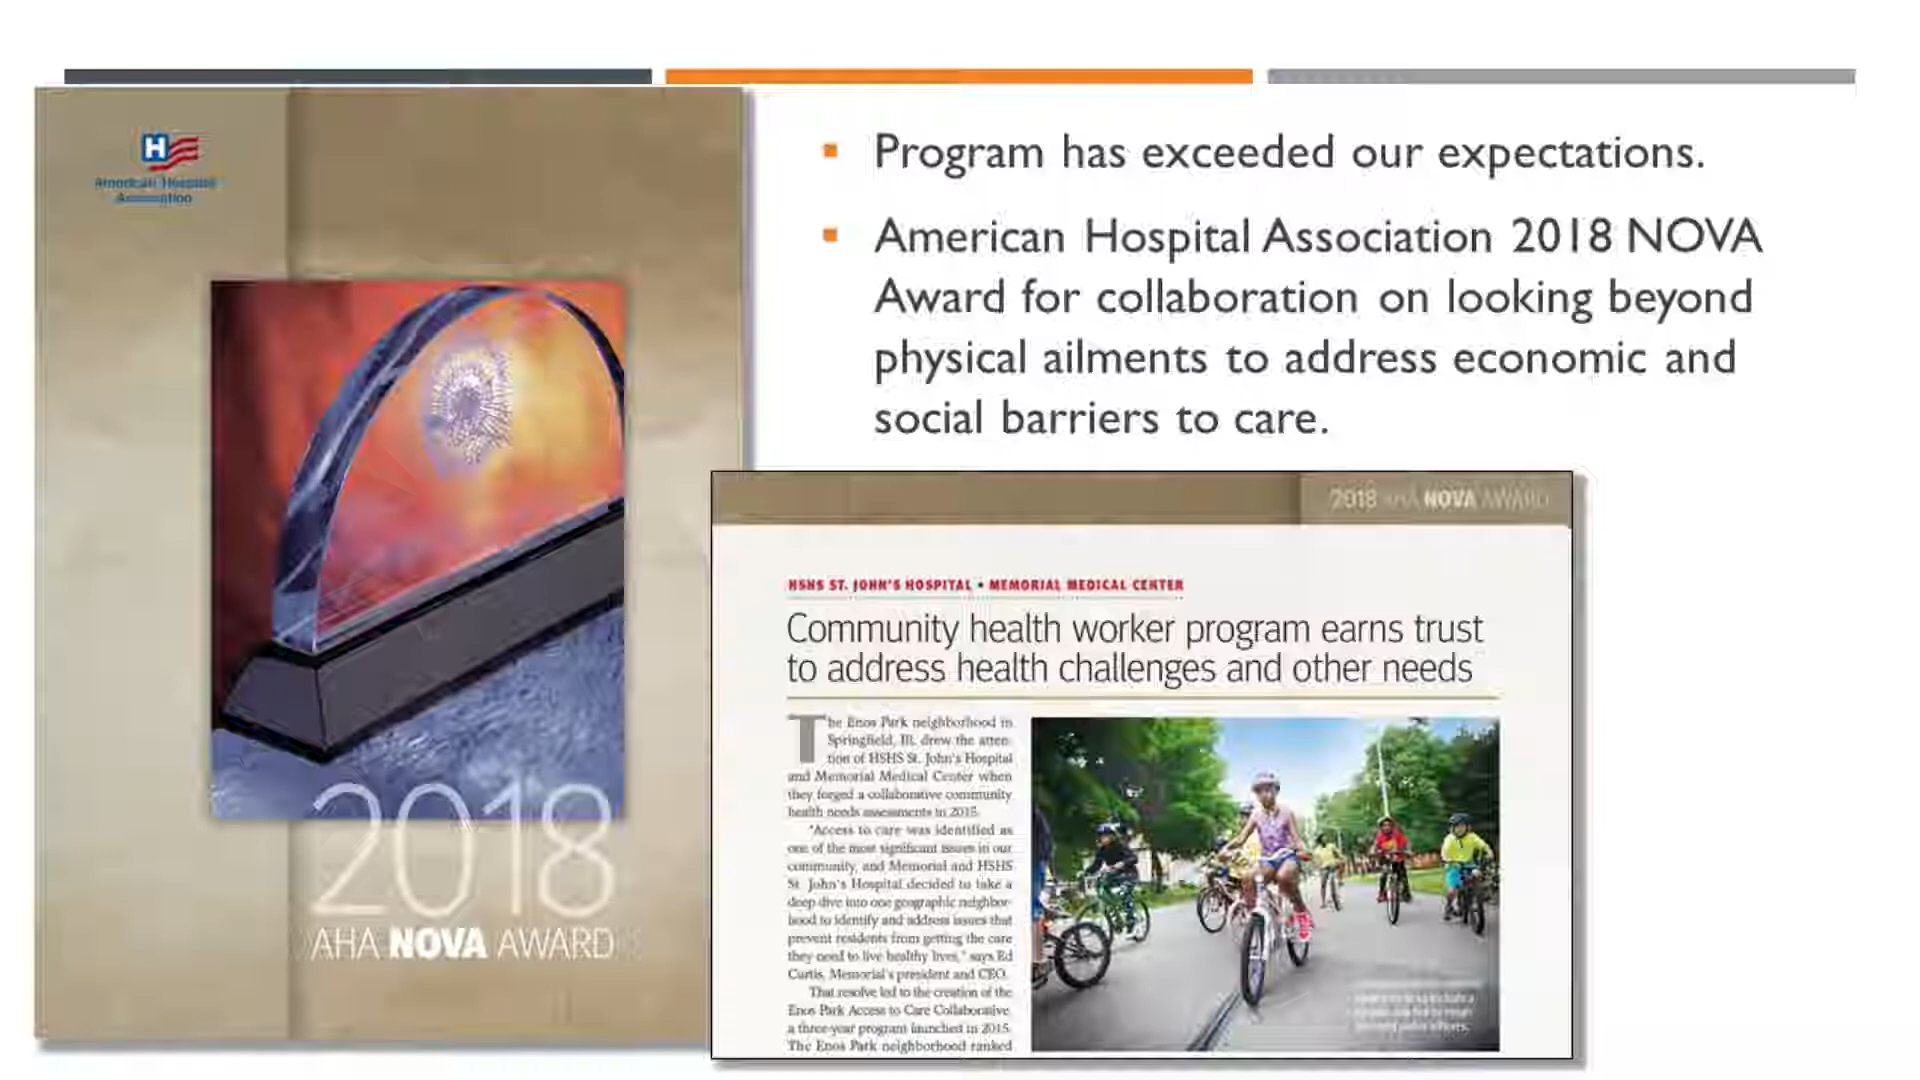 American Hospital
Association
2018
AHA NOVA AWARD
Program has exceeded our expectations.
American Hospital Association 2018 NOVA
Award for collaboration on looking beyond
physical ailments to address economic and
social barriers to care.
2018 AHA NOVA AWARD
HSHS ST. JOHN'S HOSPITAL • MEMORIAL MEDICAL CENTER
Community health worker program earns trust
to address health challenges and other needs
The Enos Park neighborhood in
Springfield, Ill., drew the atten-
tion of HSHS St. John's Hospital
and Memorial Medical Center when
they forged a collaborative community
health needs assessments in 2015.
"Access to care was identified as
one of the most significant issues in our
community, and Memorial and HSHS
St. John's Hospital decided to take a
deep dive into one geographic neighbor-
hood to identify and address issues that
prevent residents from getting the care
they need to live healthy lives," says Ed
Curtis, Memorial's president and CEO.
That resolve led to the creation of the
Enos Park Access to Care Collaborative,
a three-year program launched in 2015.
The Enos Park neighborhood ranked